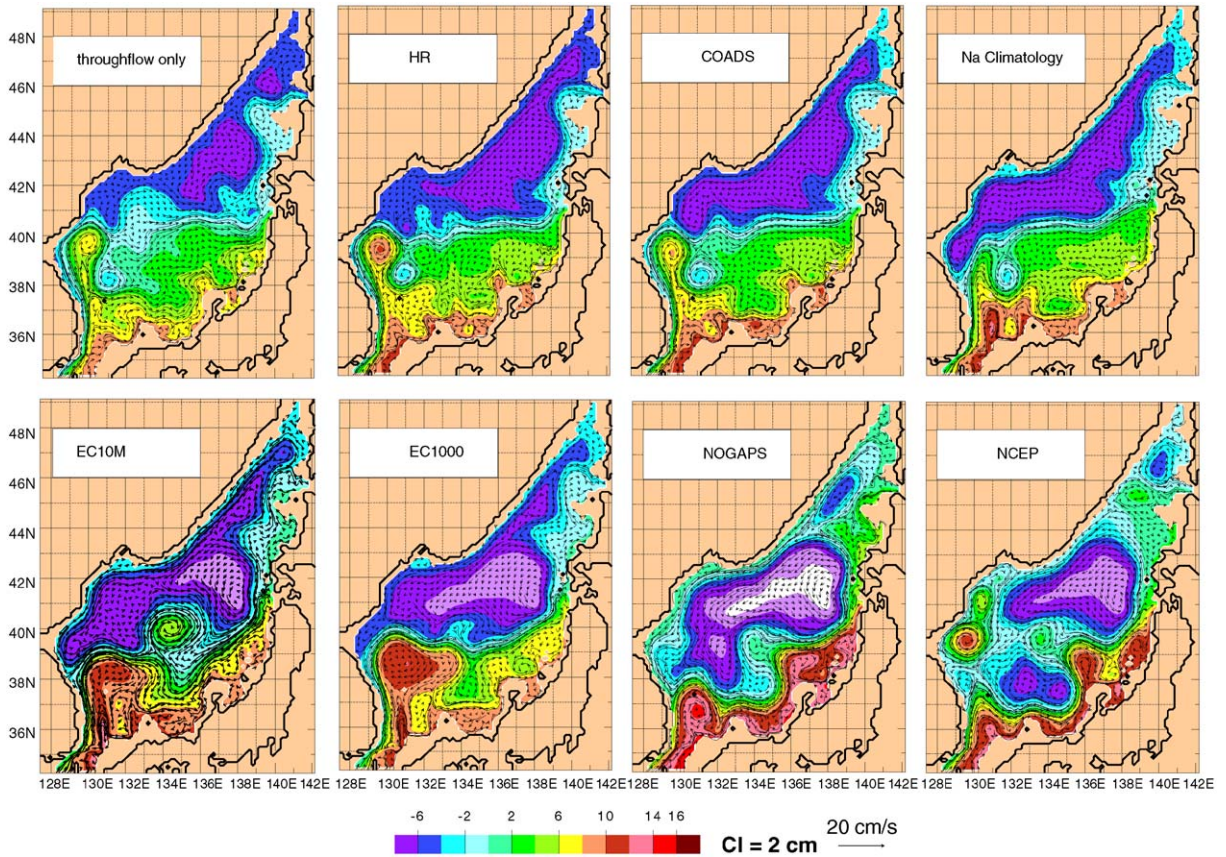 throughflow only
HR
COADS
Na Climatology
48N
46N
44N
42N
40N
38N
36N
EC10M
EC1000
NOGAPS
NCEP
48N
46N
44N
42N
40N
38N
36N
128E 130E 132E 134E 136E 138E 140E 142E
128E 130E 132E 134E 136E 138E 140E 142E
128E 130E 132E 134E 136E 138E 140E 142E
128E 130E 132E 134E 136E 138E 140E 142E
-6 -2 2 6 10 14 16
CI = 2 cm
20 cm/s